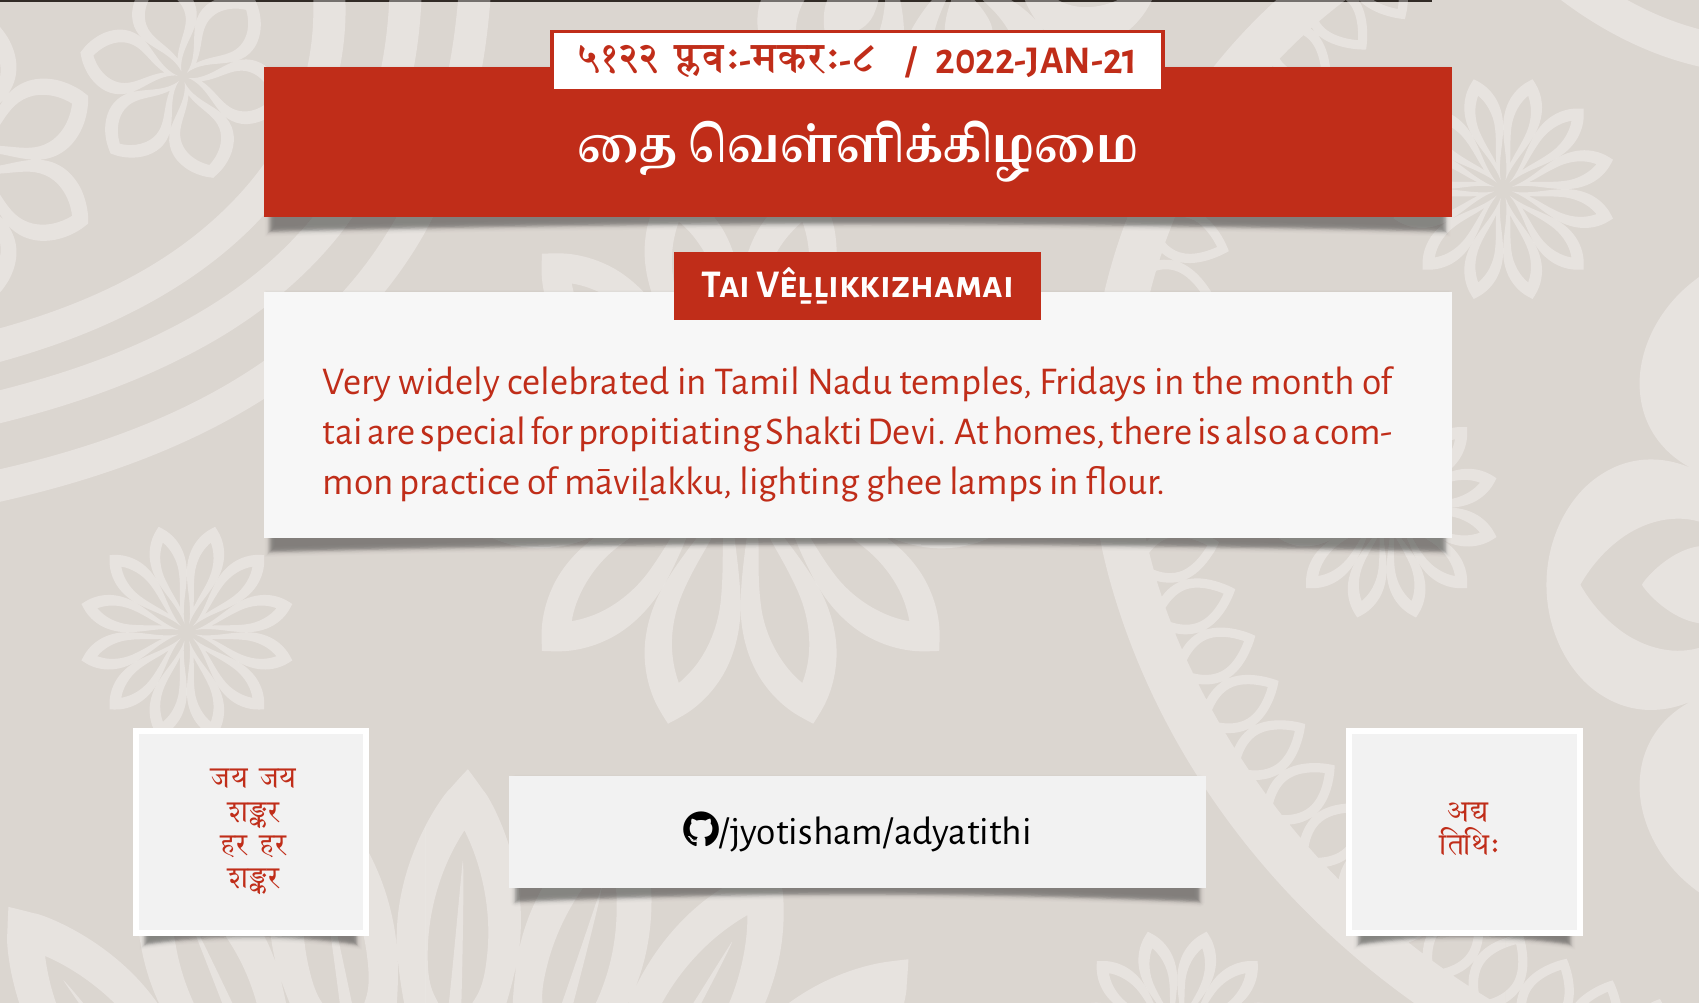 ५१२२ प्लवः-मकरः-८ / 2022-JAN-21
தை வெள்ளிக்கிழமை
Tai Vêḻḻikkizhamai
Very widely celebrated in Tamil Nadu temples, Fridays in the month of
tai are special for propitiating Shakti Devi. At homes, there is also a com-
mon practice of māviḻakku, lighting ghee lamps in flour.
जय जय
शङ्कर
हर हर
शङ्कर
/jyotisham/adyatithi
अद्य
तिथिः